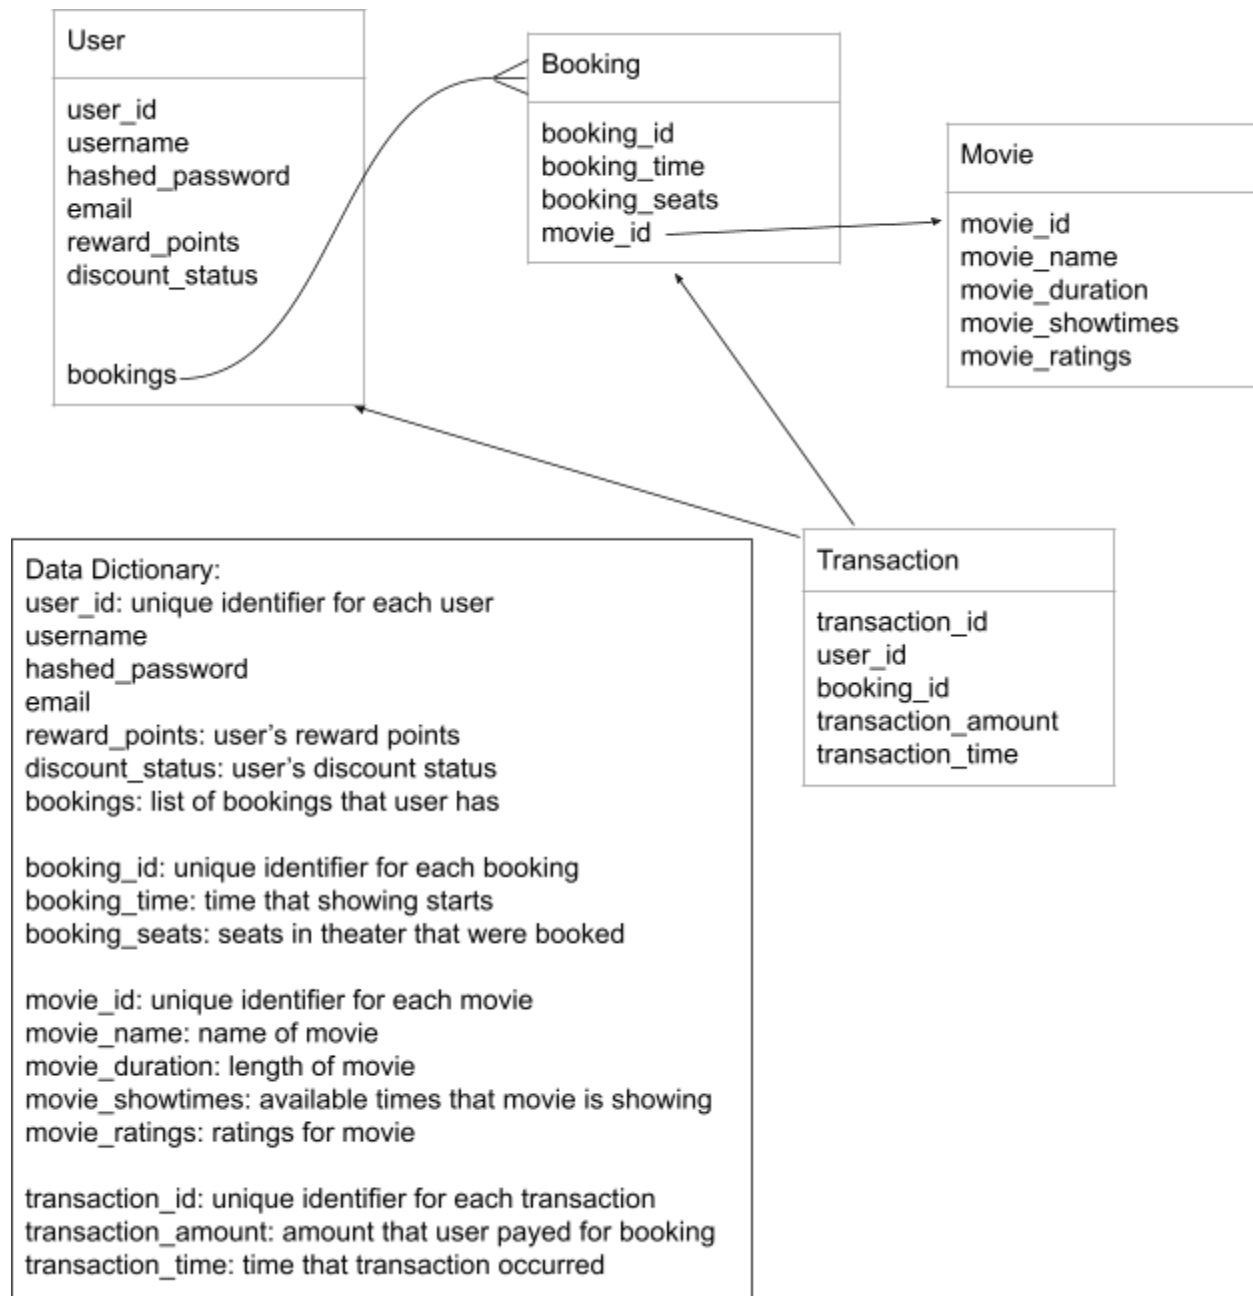 User
user_id
username
hashed_password
email
reward_points
discount_status
bookings
Booking
booking_id
booking_time
booking_seats
movie_id
Movie
movie_id
movie_name
movie_duration
movie_showtimes
movie_ratings
Transaction
transaction_id
user_id
booking_id
transaction_amount
transaction_time
Data Dictionary:
user_id: unique identifier for each user
username
hashed_password
email
reward_points: user’s reward points
discount_status: user’s discount status
bookings: list of bookings that user has
booking_id: unique identifier for each booking
booking_time: time that showing starts
booking_seats: seats in theater that were booked
movie_id: unique identifier for each movie
movie_name: name of movie
movie_duration: length of movie
movie_showtimes: available times that movie is showing
movie_ratings: ratings for movie
transaction_id: unique identifier for each transaction
transaction_amount: amount that user payed for booking
transaction_time: time that transaction occurred